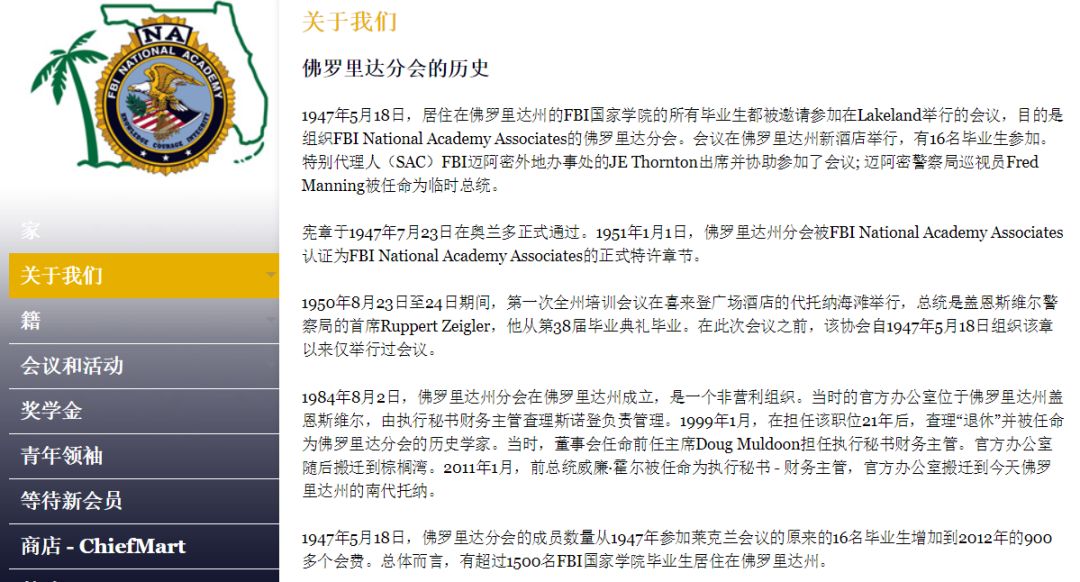 NA
FBI NATIONAL ACADEMY
KNOWLEDGE COURAGE INTEGRITY
家
关于我们
籍
会议和活动
奖学金
青年领袖
等待新会员
商店 - ChiefMart
关于我们
佛罗里达分会的历史
1947年5月18日，居住在佛罗里达州的FBI国家学院的所有毕业生都被邀请参加在Lakeland举行的会议，目的是
组织FBI National Academy Associates的佛罗里达分会。会议在佛罗里达州新酒店举行，有16名毕业生参加。
特别代理人（SAC）FBI迈阿密外地办事处的JE Thornton出席并协助参加了会议; 迈阿密警察局巡视员Fred
Manning被任命为临时总统。
宪章于1947年7月23日在奥兰多正式通过。1951年1月1日，佛罗里达州分会被FBI National Academy Associates
认证为FBI National Academy Associates的正式特许章节。
1950年8月23日至24日期间，第一次全州培训会议在喜来登广场酒店的代托纳海滩举行，总统是盖恩斯维尔警
察局的首席Ruppert Zeigler，他从第38届毕业典礼毕业。在此次会议之前，该协会自1947年5月18日组织该章
以来仅举行过会议。
1984年8月2日，佛罗里达州分会在佛罗里达州成立，是一个非营利组织。当时的官方办公室位于佛罗里达州盖
恩斯维尔，由执行秘书财务主管查理斯诺登负责管理。1999年1月，在担任该职位21年后，查理“退休”并被任命
为佛罗里达分会的历史学家。当时，董事会任命前任主席Doug Muldoon担任执行秘书财务主管。官方办公室
随后搬迁到棕榈湾。2011年1月，前总统威廉·霍尔被任命为执行秘书 - 财务主管，官方办公室搬迁到今天佛罗
里达州的南代托纳。
1947年5月18日，佛罗里达分会的成员数量从1947年参加莱克兰会议的原来的16名毕业生增加到2012年的900
多个会费。总体而言，有超过1500名FBI国家学院毕业生居住在佛罗里达州。